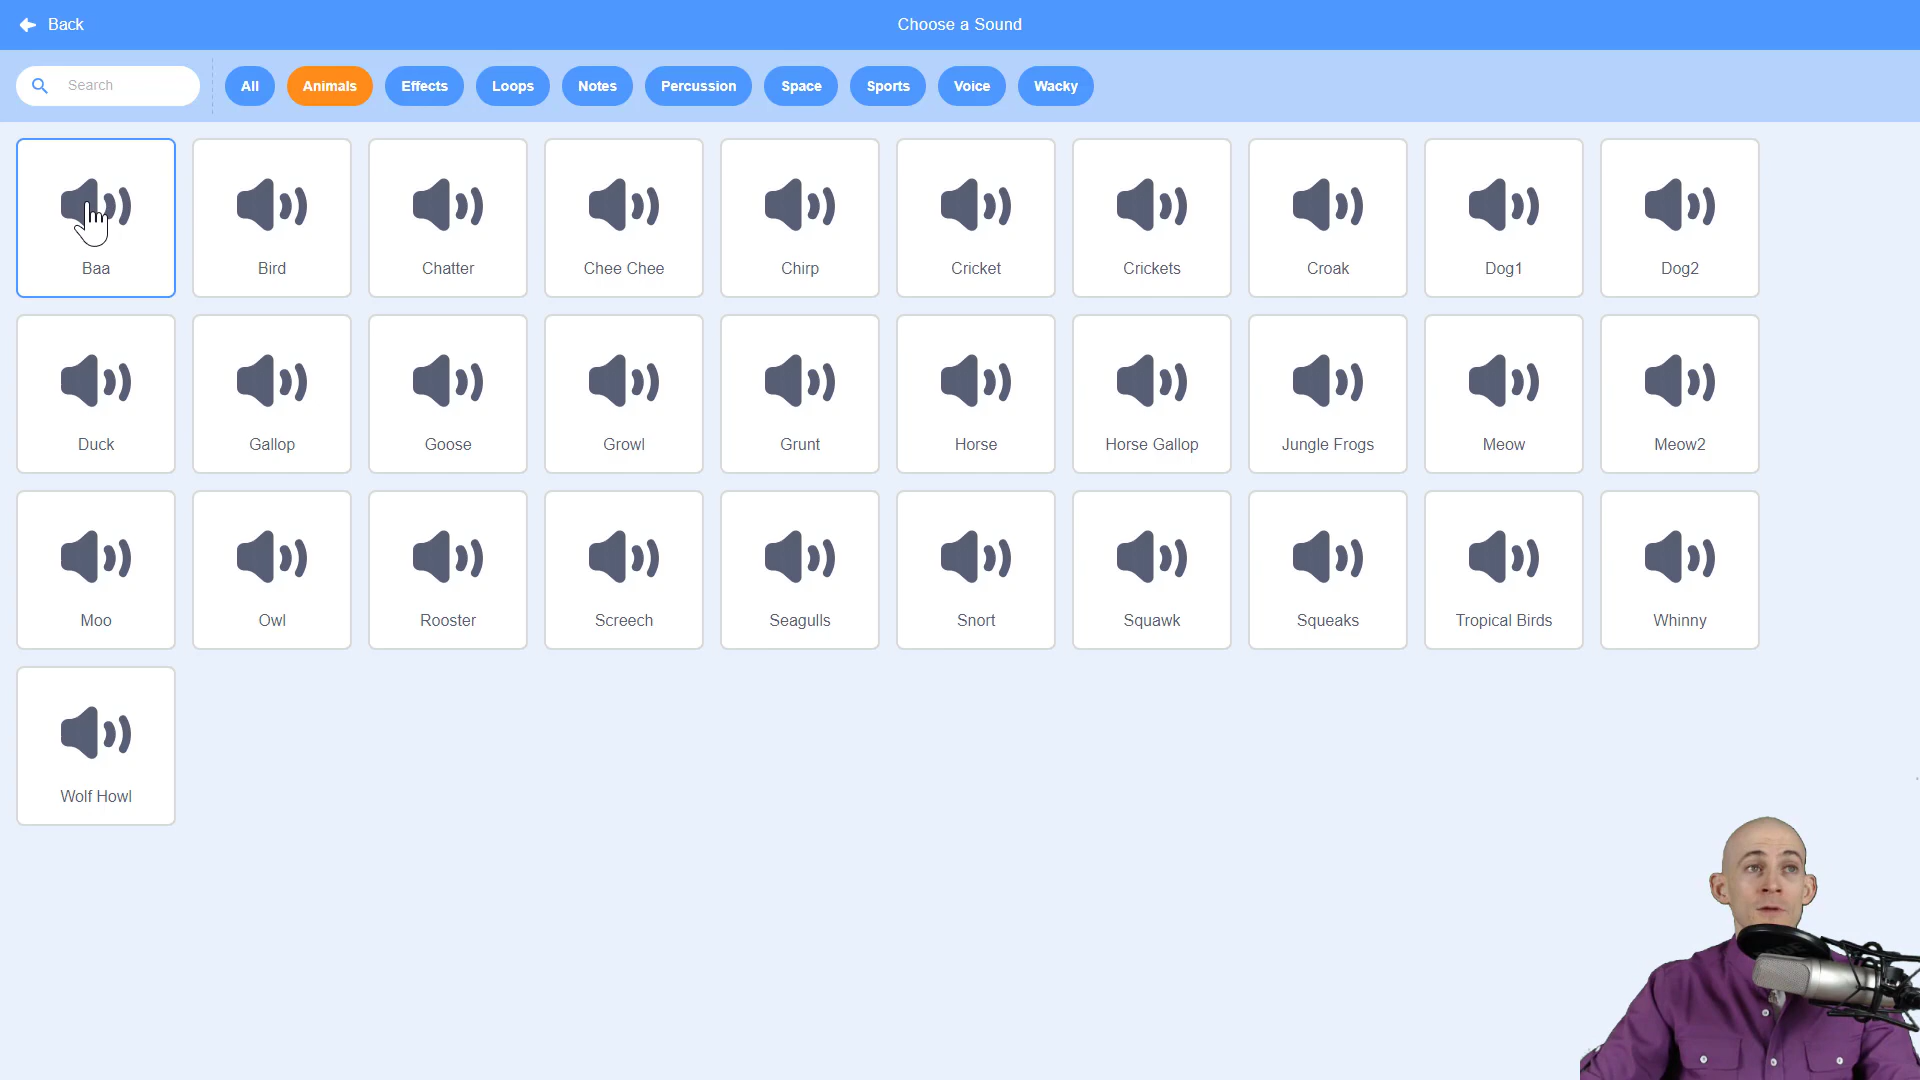 Back
Choose a Sound
Search
All
Animals
Effects
Loops
Notes
Percussion
Space
Sports
Voice
Wacky
Baa
Bird
Chatter
Chee Chee
Chirp
Cricket
Crickets
Croak
Dog1
Dog2
Duck
Gallop
Goose
Growl
Grunt
Horse
Horse Gallop
Jungle Frogs
Meow
Meow2
Moo
Owl
Rooster
Screech
Seagulls
Snort
Squawk
Squeaks
Tropical Birds
Whinny
Wolf Howl